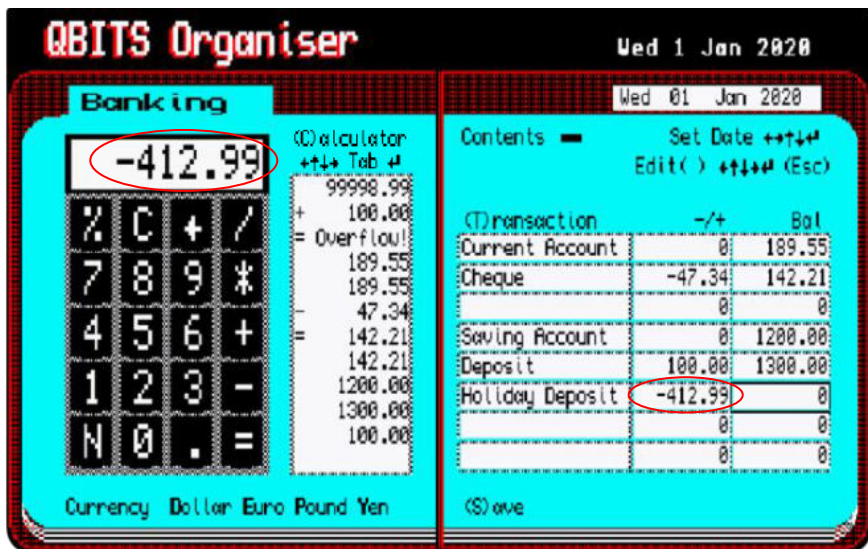 QBITS Organiser
Wed 1 Jan 2020
Banking
-412.99
% C ← /
7 8 9 *
4 5 6 +
1 2 3 -
N 0 . =
(C)alculator
←↑↓→ Tab ↵
99998.99
+ 100.00
= Overflow!
189.55
189.55
- 47.34
= 142.21
142.21
1200.00
1300.00
100.00
Currency Dollar Euro Pound Yen
Wed 01 Jan 2020
Contents Set Date ←→↑↓↵
Edit( ) ←↑↓→↵ (Esc)
(T)ransaction -/+ Bal
Current Account 0 189.55
Cheque -47.34 142.21
0 0
Saving Account 0 1200.00
Deposit 100.00 1300.00
Holiday Deposit -412.99 0
0 0
0 0
(S)ave